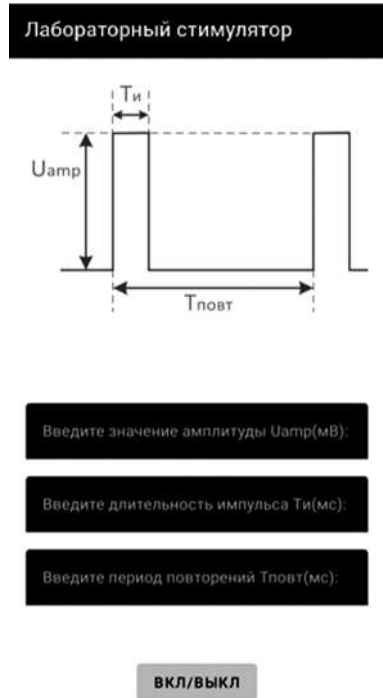 Лабораторный стимулятор
Tи
Uamp
Tповт
Введите значение амплитуды Uamp(мВ):
Введите длительность импульса Tи(мс):
Введите период повторений Tповт(мс):
ВКЛ/ВЫКЛ